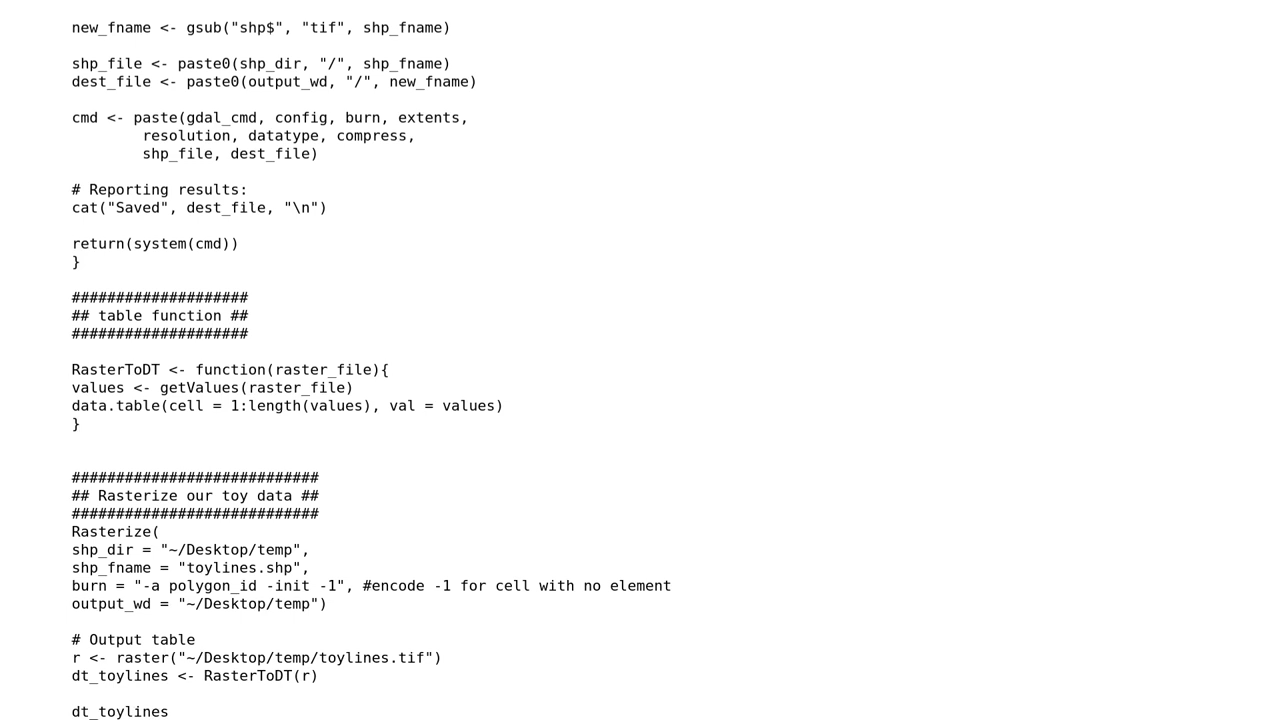 new_fname <- gsub("shp$", "tif", shp_fname)
shp_file <- paste0(shp_dir, "/", shp_fname)
dest_file <- paste0(output_wd, "/", new_fname)
cmd <- paste(gdal_cmd, config, burn, extents,
resolution, datatype, compress,
shp_file, dest_file)
# Reporting results:
cat("Saved", dest_file, "\n")
return(system(cmd))
}
####################
## table function ##
####################
RasterToDT <- function(raster_file){
values <- getValues(raster_file)
data.table(cell = 1:length(values), val = values)
}
############################
## Rasterize our toy data ##
############################
Rasterize(
shp_dir = "~/Desktop/temp",
shp_fname = "toylines.shp",
burn = "-a polygon_id -init -1", #encode -1 for cell with no element
output_wd = "~/Desktop/temp")
# Output table
r <- raster("~/Desktop/temp/toylines.tif")
dt_toylines <- RasterToDT(r)
dt_toylines